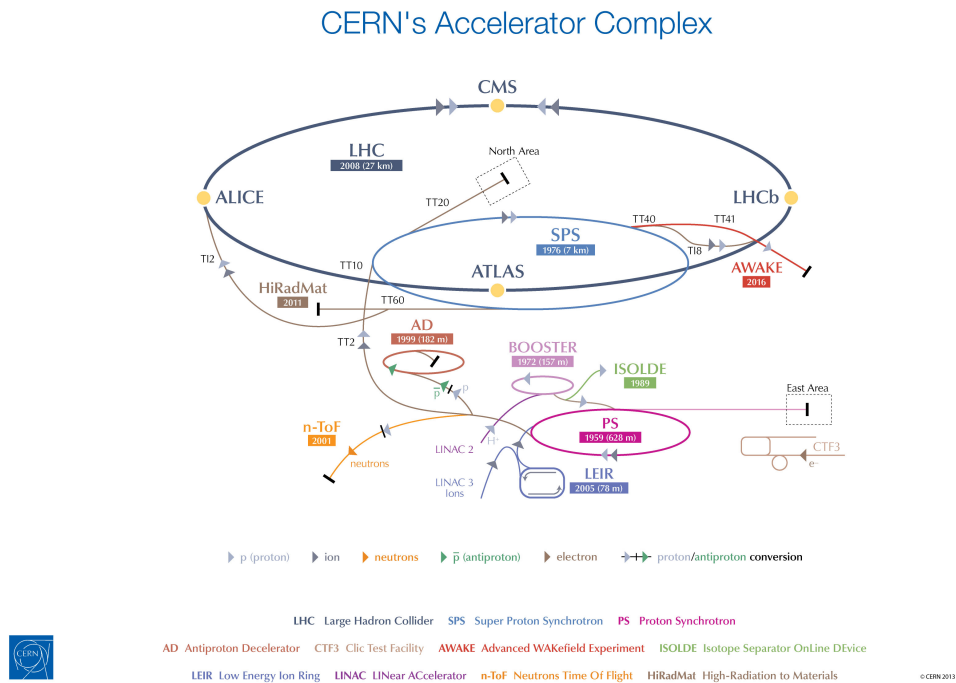 CERN's Accelerator Complex
CMS
LHC
2008 (27 km)
North Area
ALICE
LHCb
TT20
TT40
TT41
SPS
1976 (7 km)
TI8
TI2
TT10
ATLAS
AWAKE
2016
HiRadMat
2011
TT60
AD
1999 (182 m)
TT2
BOOSTER
1972 (157 m)
ISOLDE
1989
p̅
p
East Area
n-ToF
2001
PS
1959 (628 m)
LINAC 2
H⁻
neutrons
CTF3
e-
LEIR
2005 (78 m)
LINAC 3
Ions
p (proton)
ion
neutrons
p̅ (antiproton)
electron
proton/antiproton conversion
LHC Large Hadron Collider SPS Super Proton Synchrotron PS Proton Synchrotron
AD Antiproton Decelerator CTF3 Clic Test Facility AWAKE Advanced WAKefield Experiment ISOLDE Isotope Separator OnLine DEvice
LEIR Low Energy Ion Ring LINAC LINear ACcelerator n-ToF Neutrons Time Of Flight HiRadMat High-Radiation to Materials
CERN
© CERN 2013